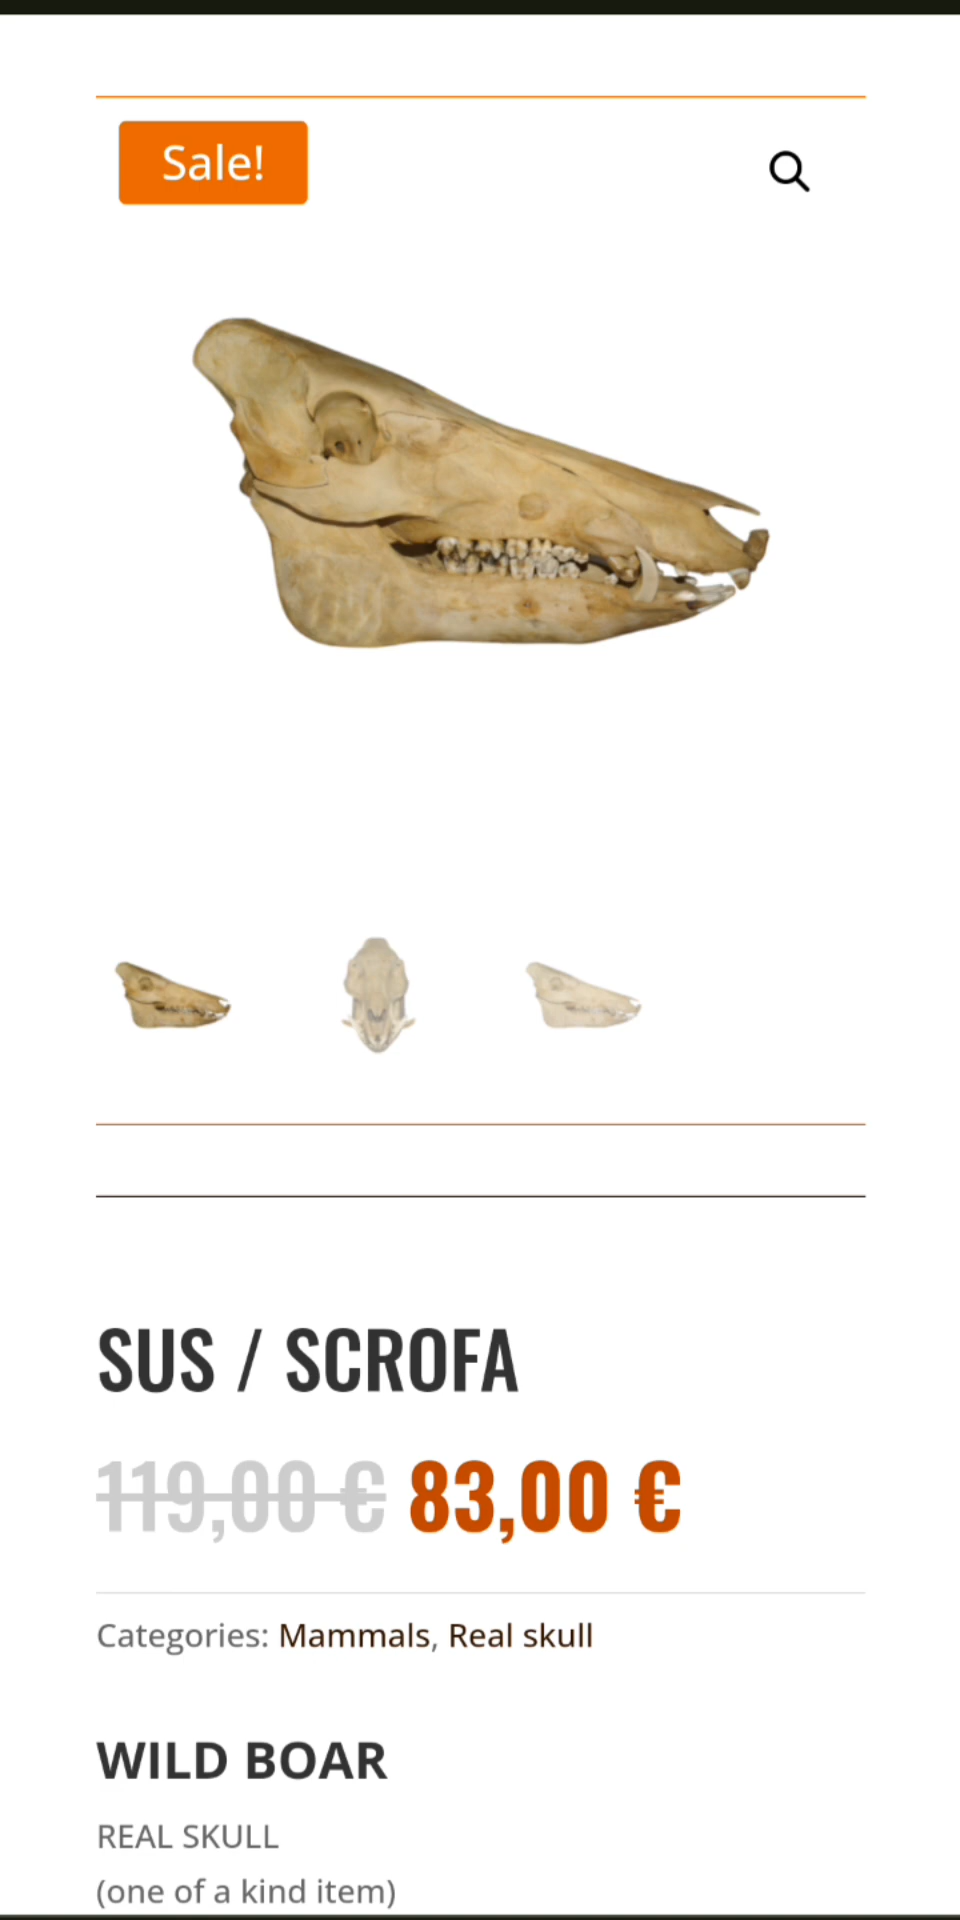 Sale!
SUS / SCROFA
119,00 € 83,00 €
Categories: Mammals, Real skull
WILD BOAR
REAL SKULL
(one of a kind item)